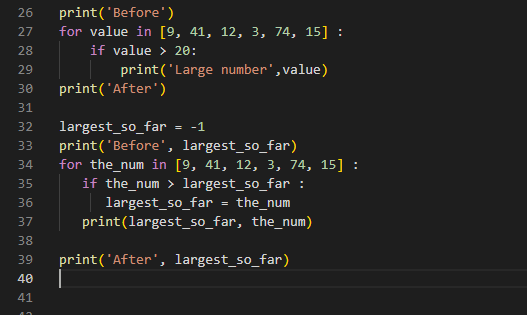 26 print('Before')
27 for value in [9, 41, 12, 3, 74, 15] :
28     if value > 20:
29         print('Large number',value)
30 print('After')
31
32 largest_so_far = -1
33 print('Before', largest_so_far)
34 for the_num in [9, 41, 12, 3, 74, 15] :
35    if the_num > largest_so_far :
36       largest_so_far = the_num
37    print(largest_so_far, the_num)
38
39 print('After', largest_so_far)
40
41